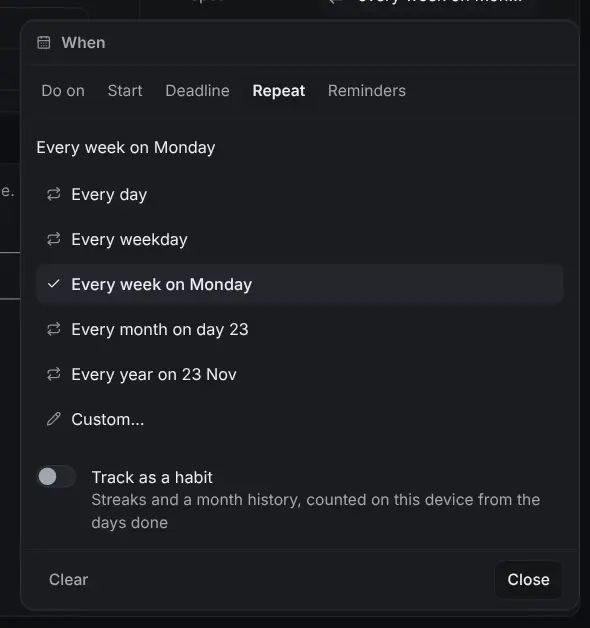 When
Do on Start Deadline Repeat Reminders
e.
Every week on Monday
Every day
Every weekday
Every week on Monday
Every month on day 23
Every year on 23 Nov
Custom...
Track as a habit
Streaks and a month history, counted on this device from the
days done
Clear Close